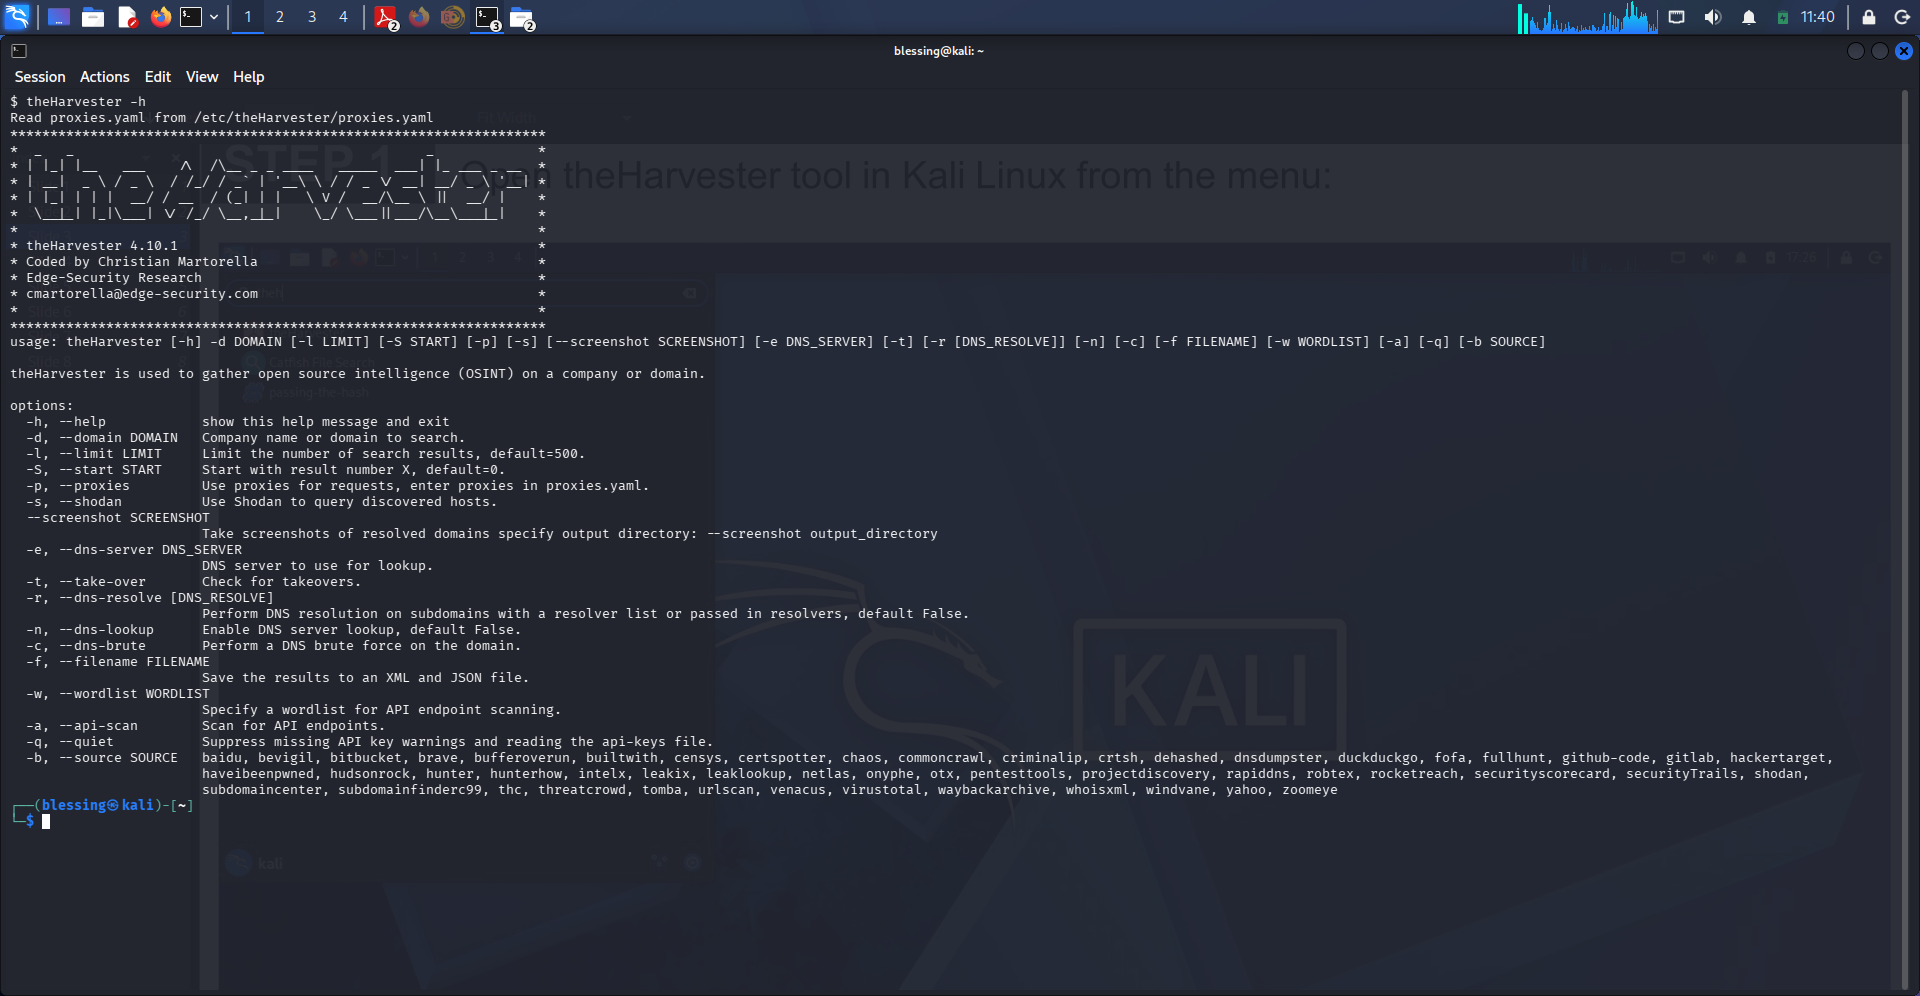 1 2 3 4 2 3 2 11:40
blessing@kali: ~
Session Actions Edit View Help
$ theHarvester -h
Read proxies.yaml from /etc/theHarvester/proxies.yaml
*******************************************************************
theHarvester
STEP 1
Open theHarvester tool in Kali Linux from the menu:
* theHarvester 4.10.1 *
* Coded by Christian Martorella *
* Edge-Security Research *
* cmartorella@edge-security.com *
* *
*******************************************************************
usage: theHarvester [-h] -d DOMAIN [-l LIMIT] [-S START] [-p] [-s] [--screenshot SCREENSHOT] [-e DNS_SERVER] [-t] [-r [DNS_RESOLVE]] [-n] [-c] [-f FILENAME] [-w WORDLIST] [-a] [-q] [-b SOURCE]
theHarvester is used to gather open source intelligence (OSINT) on a company or domain.
passing the-hash
options:
-h, --help show this help message and exit
-d, --domain DOMAIN Company name or domain to search.
-l, --limit LIMIT Limit the number of search results, default=500.
-S, --start START Start with result number X, default=0.
-p, --proxies Use proxies for requests, enter proxies in proxies.yaml.
-s, --shodan Use Shodan to query discovered hosts.
--screenshot SCREENSHOT
Take screenshots of resolved domains specify output directory: --screenshot output_directory
-e, --dns-server DNS_SERVER
DNS server to use for lookup.
-t, --take-over Check for takeovers.
-r, --dns-resolve [DNS_RESOLVE]
Perform DNS resolution on subdomains with a resolver list or passed in resolvers, default False.
-n, --dns-lookup Enable DNS server lookup, default False.
-c, --dns-brute Perform a DNS brute force on the domain.
-f, --filename FILENAME
Save the results to an XML and JSON file.
-w, --wordlist WORDLIST
Specify a wordlist for API endpoint scanning.
-a, --api-scan Scan for API endpoints.
-q, --quiet Suppress missing API key warnings and reading the api-keys file.
-b, --source SOURCE baidu, bevigil, bitbucket, brave, bufferoverun, builtwith, censys, certspotter, chaos, commoncrawl, criminalip, crtsh, dehashed, dnsdumpster, duckduckgo, fofa, fullhunt, github-code, gitlab, hackertarget,
haveibeenpwned, hudsonrock, hunter, hunterhow, intelx, leakix, leaklookup, netlas, onyphe, otx, pentesttools, projectdiscovery, rapiddns, robtex, rocketreach, securityscorecard, securityTrails, shodan,
subdomaincenter, subdomainfinderc99, thc, threatcrowd, tomba, urlscan, venacus, virustotal, waybackarchive, whoisxml, windvane, yahoo, zoomeye
(blessing㉿kali)-[~]
$
KALI
kali